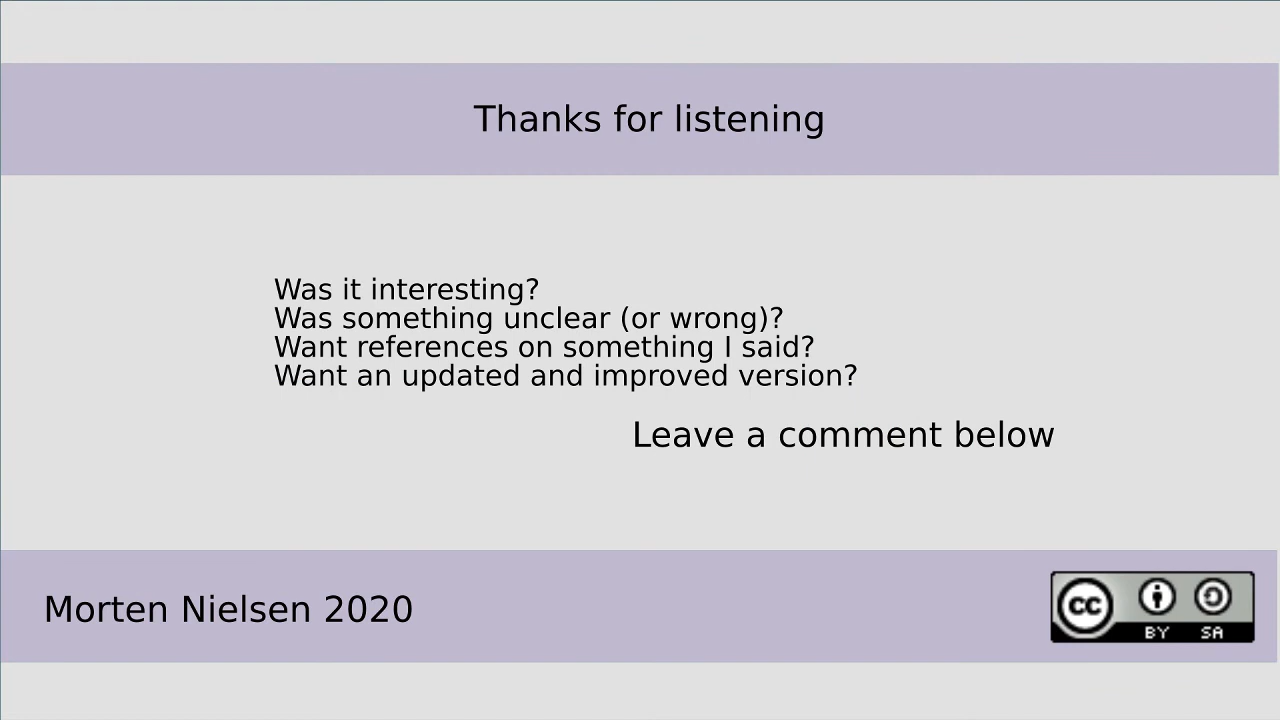 Thanks for listening
Was it interesting?
Was something unclear (or wrong)?
Want references on something I said?
Want an updated and improved version?
Leave a comment below
Morten Nielsen 2020
cc
BY SA